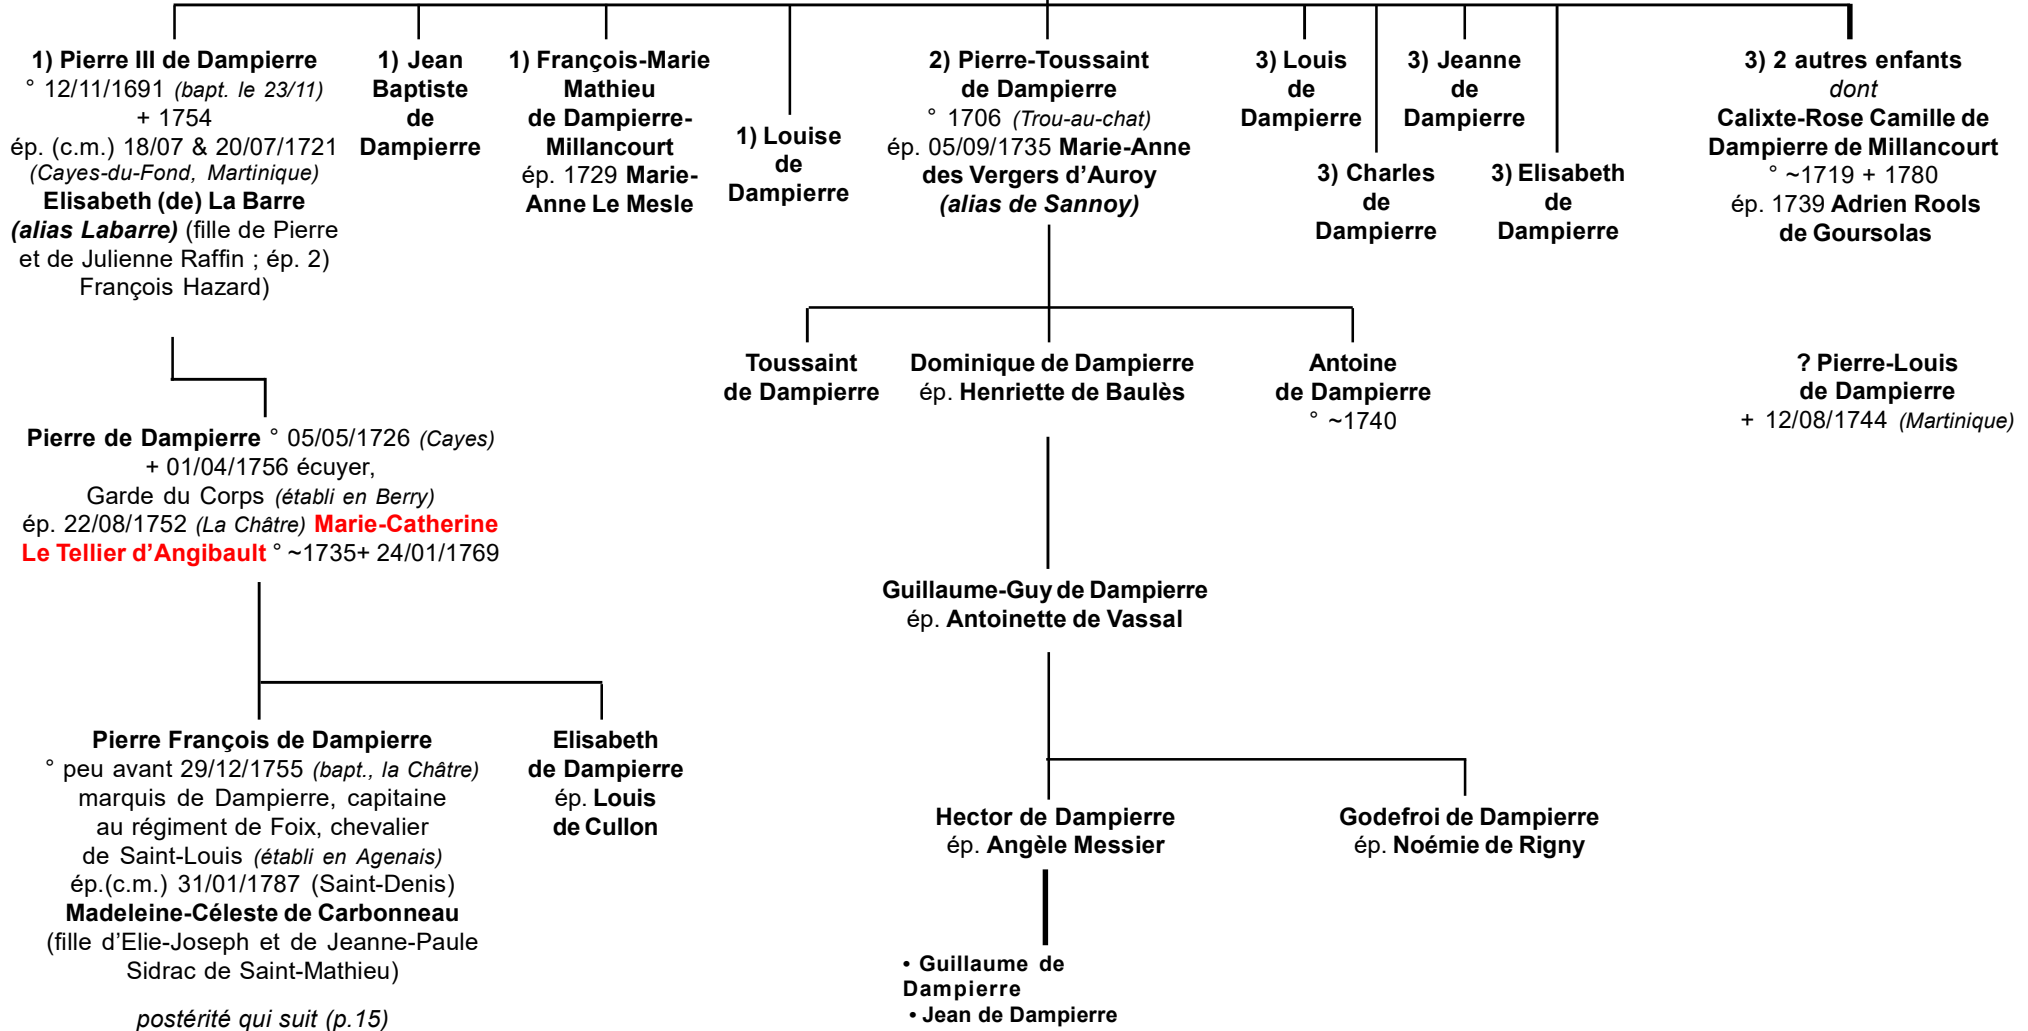 1) Pierre III de Dampierre
° 12/11/1691 (bapt. le 23/11)
+ 1754
ép. (c.m.) 18/07 & 20/07/1721
(Cayes-du-Fond, Martinique)
Elisabeth (de) La Barre
(alias Labarre) (fille de Pierre
et de Julienne Raffin ; ép. 2)
François Hazard)
1) Jean
Baptiste
de
Dampierre
1) François-Marie
Mathieu
de Dampierre-
Millancourt
ép. 1729 Marie-
Anne Le Mesle
1) Louise
de
Dampierre
2) Pierre-Toussaint
de Dampierre
° 1706 (Trou-au-chat)
ép. 05/09/1735 Marie-Anne
des Vergers d’Auroy
(alias de Sannoy)
3) Louis
de
Dampierre
3) Charles
de
Dampierre
3) Jeanne
de
Dampierre
3) Elisabeth
de
Dampierre
3) 2 autres enfants
dont
Calixte-Rose Camille de
Dampierre de Millancourt
° ~1719 + 1780
ép. 1739 Adrien Rools
de Goursolas
Toussaint
de Dampierre
Dominique de Dampierre
ép. Henriette de Baulès
Antoine
de Dampierre
° ~1740
? Pierre-Louis
de Dampierre
+ 12/08/1744 (Martinique)
Pierre de Dampierre ° 05/05/1726 (Cayes)
+ 01/04/1756 écuyer,
Garde du Corps (établi en Berry)
ép. 22/08/1752 (La Châtre) Marie-Catherine
Le Tellier d’Angibault ° ~1735+ 24/01/1769
Guillaume-Guy de Dampierre
ép. Antoinette de Vassal
Pierre François de Dampierre
° peu avant 29/12/1755 (bapt., la Châtre)
marquis de Dampierre, capitaine
au régiment de Foix, chevalier
de Saint-Louis (établi en Agenais)
ép.(c.m.) 31/01/1787 (Saint-Denis)
Madeleine-Céleste de Carbonneau
(fille d’Elie-Joseph et de Jeanne-Paule
Sidrac de Saint-Mathieu)
postérité qui suit (p.15)
Elisabeth
de Dampierre
ép. Louis
de Cullon
Hector de Dampierre
ép. Angèle Messier
Godefroi de Dampierre
ép. Noémie de Rigny
• Guillaume de
Dampierre
• Jean de Dampierre